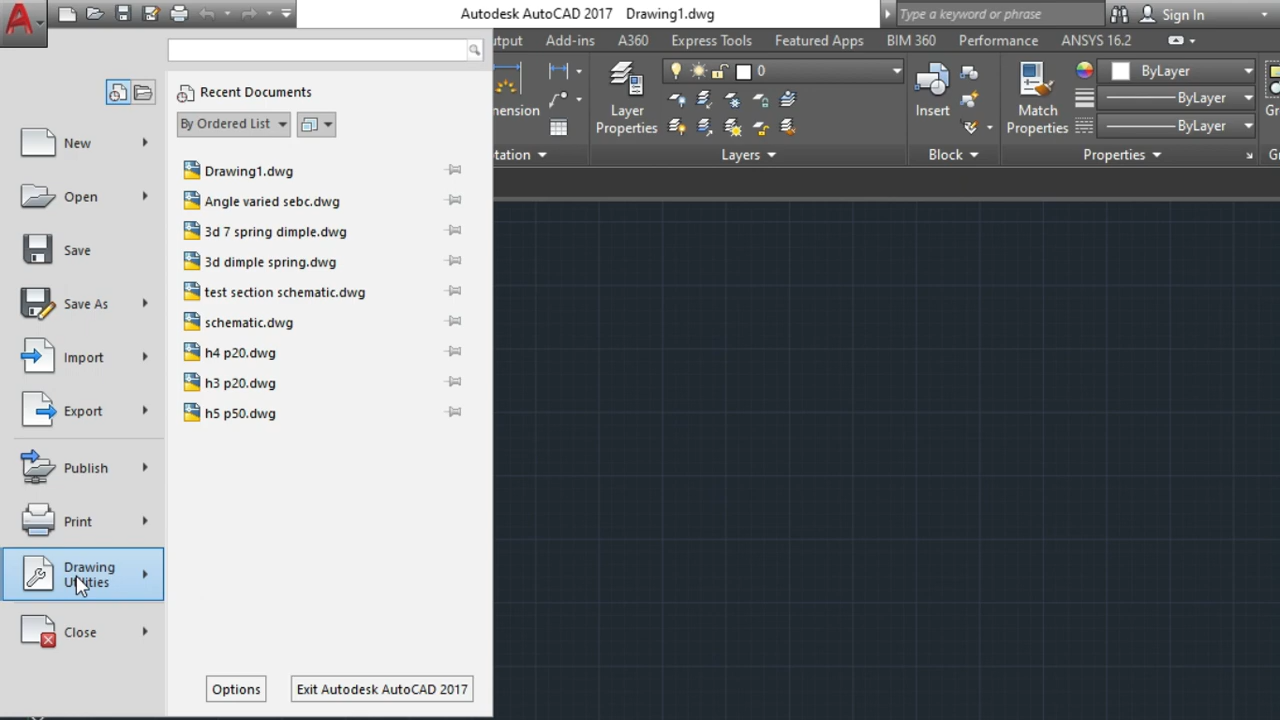 Autodesk AutoCAD 2017 Drawing1.dwg
Type a keyword or phrase
Sign In
Add-ins
A360
Express Tools
Featured Apps
BIM 360
Performance
ANSYS 16.2
Recent Documents
By Ordered List
New
Open
Save
Save As
Import
Export
Publish
Print
Drawing
Utilities
Close
Drawing1.dwg
Angle varied sebc.dwg
3d 7 spring dimple.dwg
3d dimple spring.dwg
test section schematic.dwg
schematic.dwg
h4 p20.dwg
h3 p20.dwg
h5 p50.dwg
Options
Exit Autodesk AutoCAD 2017
0
Layer
Properties
Layers
Insert
Block
Match
Properties
ByLayer
ByLayer
ByLayer
Properties